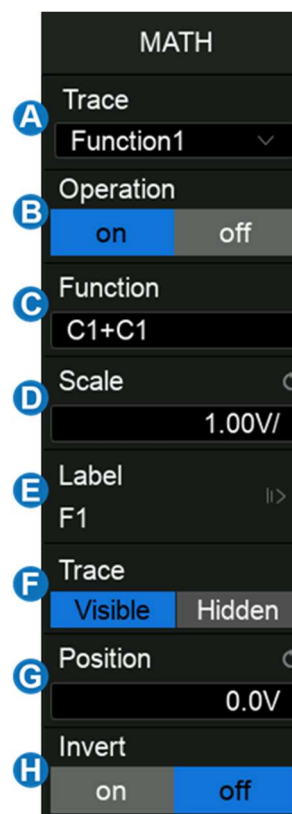 MATH
A Trace
Function1
B Operation
on off
C Function
C1+C1
D Scale
1.00V/
E Label
F1
F Trace
Visible Hidden
G Position
0.0V
H Invert
on off